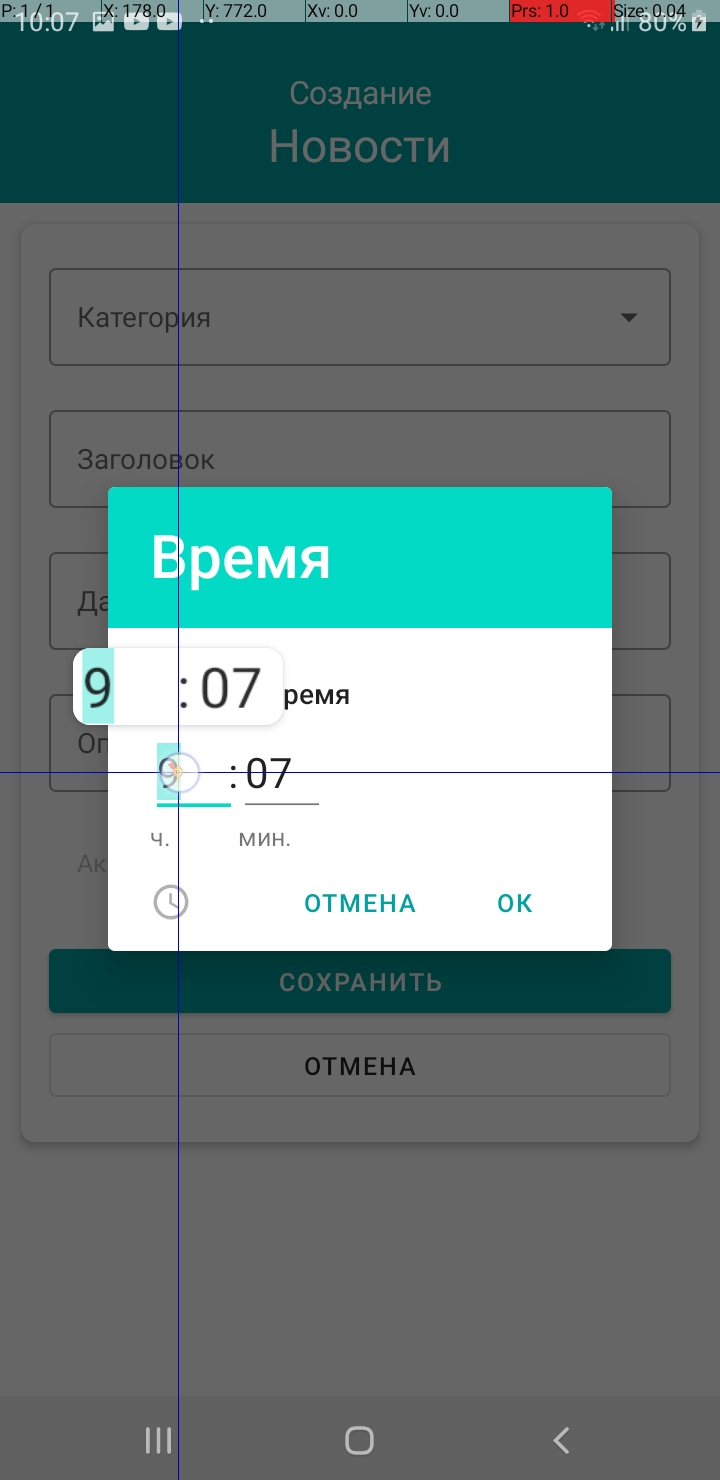 P: 1 / 1 X: 178.0 Y: 772.0 Xv: 0.0 Yv: 0.0 Prs: 1.0 Size: 0.04
10:07 80%
Создание
Новости
Категория
Заголовок
Время
Да
9 : 07 ремя
Оп
9 : 07
ч. мин.
Ак
ОТМЕНА ОК
СОХРАНИТЬ
ОТМЕНА